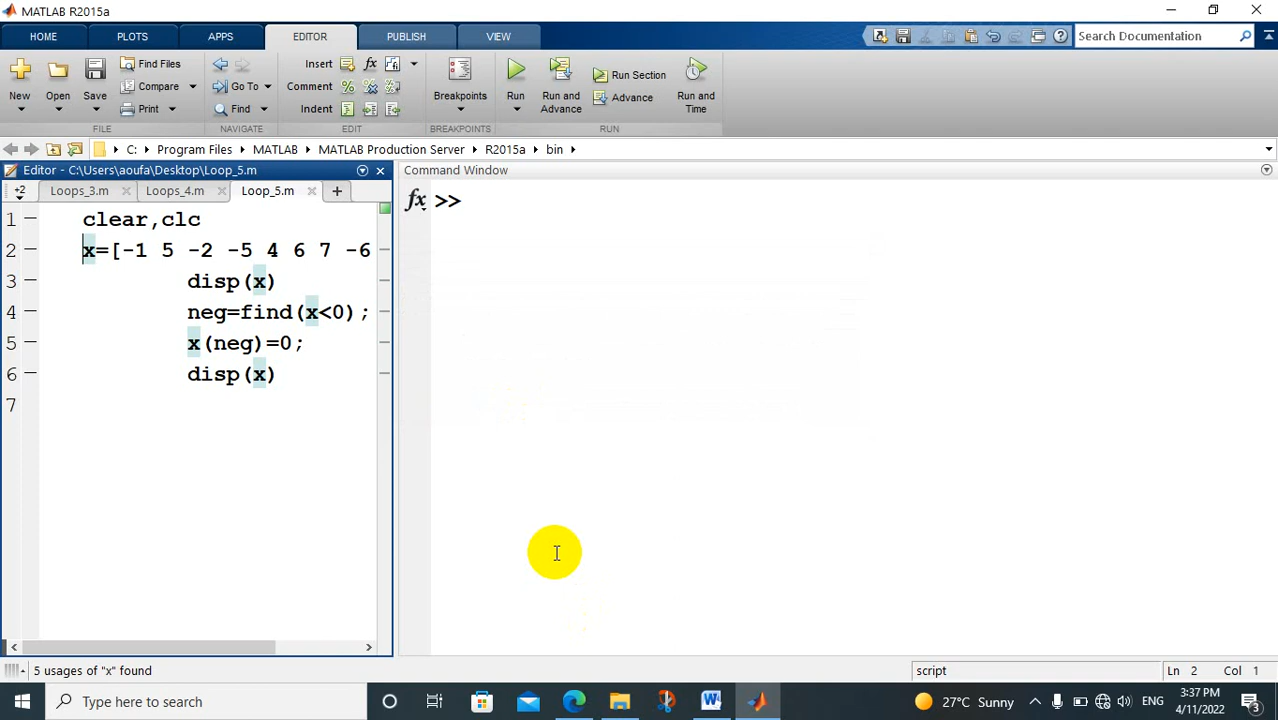 MATLAB R2015a
HOME PLOTS APPS EDITOR PUBLISH VIEW Search Documentation
New Open Save Find Files Compare Print Go To Find Insert fx Comment Indent Breakpoints Run Run and Advance Run Section Advance Run and Time
FILE NAVIGATE EDIT BREAKPOINTS RUN
C: Program Files MATLAB MATLAB Production Server R2015a bin
Editor - C:\Users\aoufa\Desktop\Loop_5.m
+2 Loops_3.m Loops_4.m Loop_5.m +
1 clear,clc
2 x=[-1 5 -2 -5 4 6 7 -6
3 disp(x)
4 neg=find(x<0);
5 x(neg)=0;
6 disp(x)
7
Command Window
fx >>
5 usages of "x" found script Ln 2 Col 1
Type here to search 27°C Sunny ENG 3:37 PM
4/11/2022 3